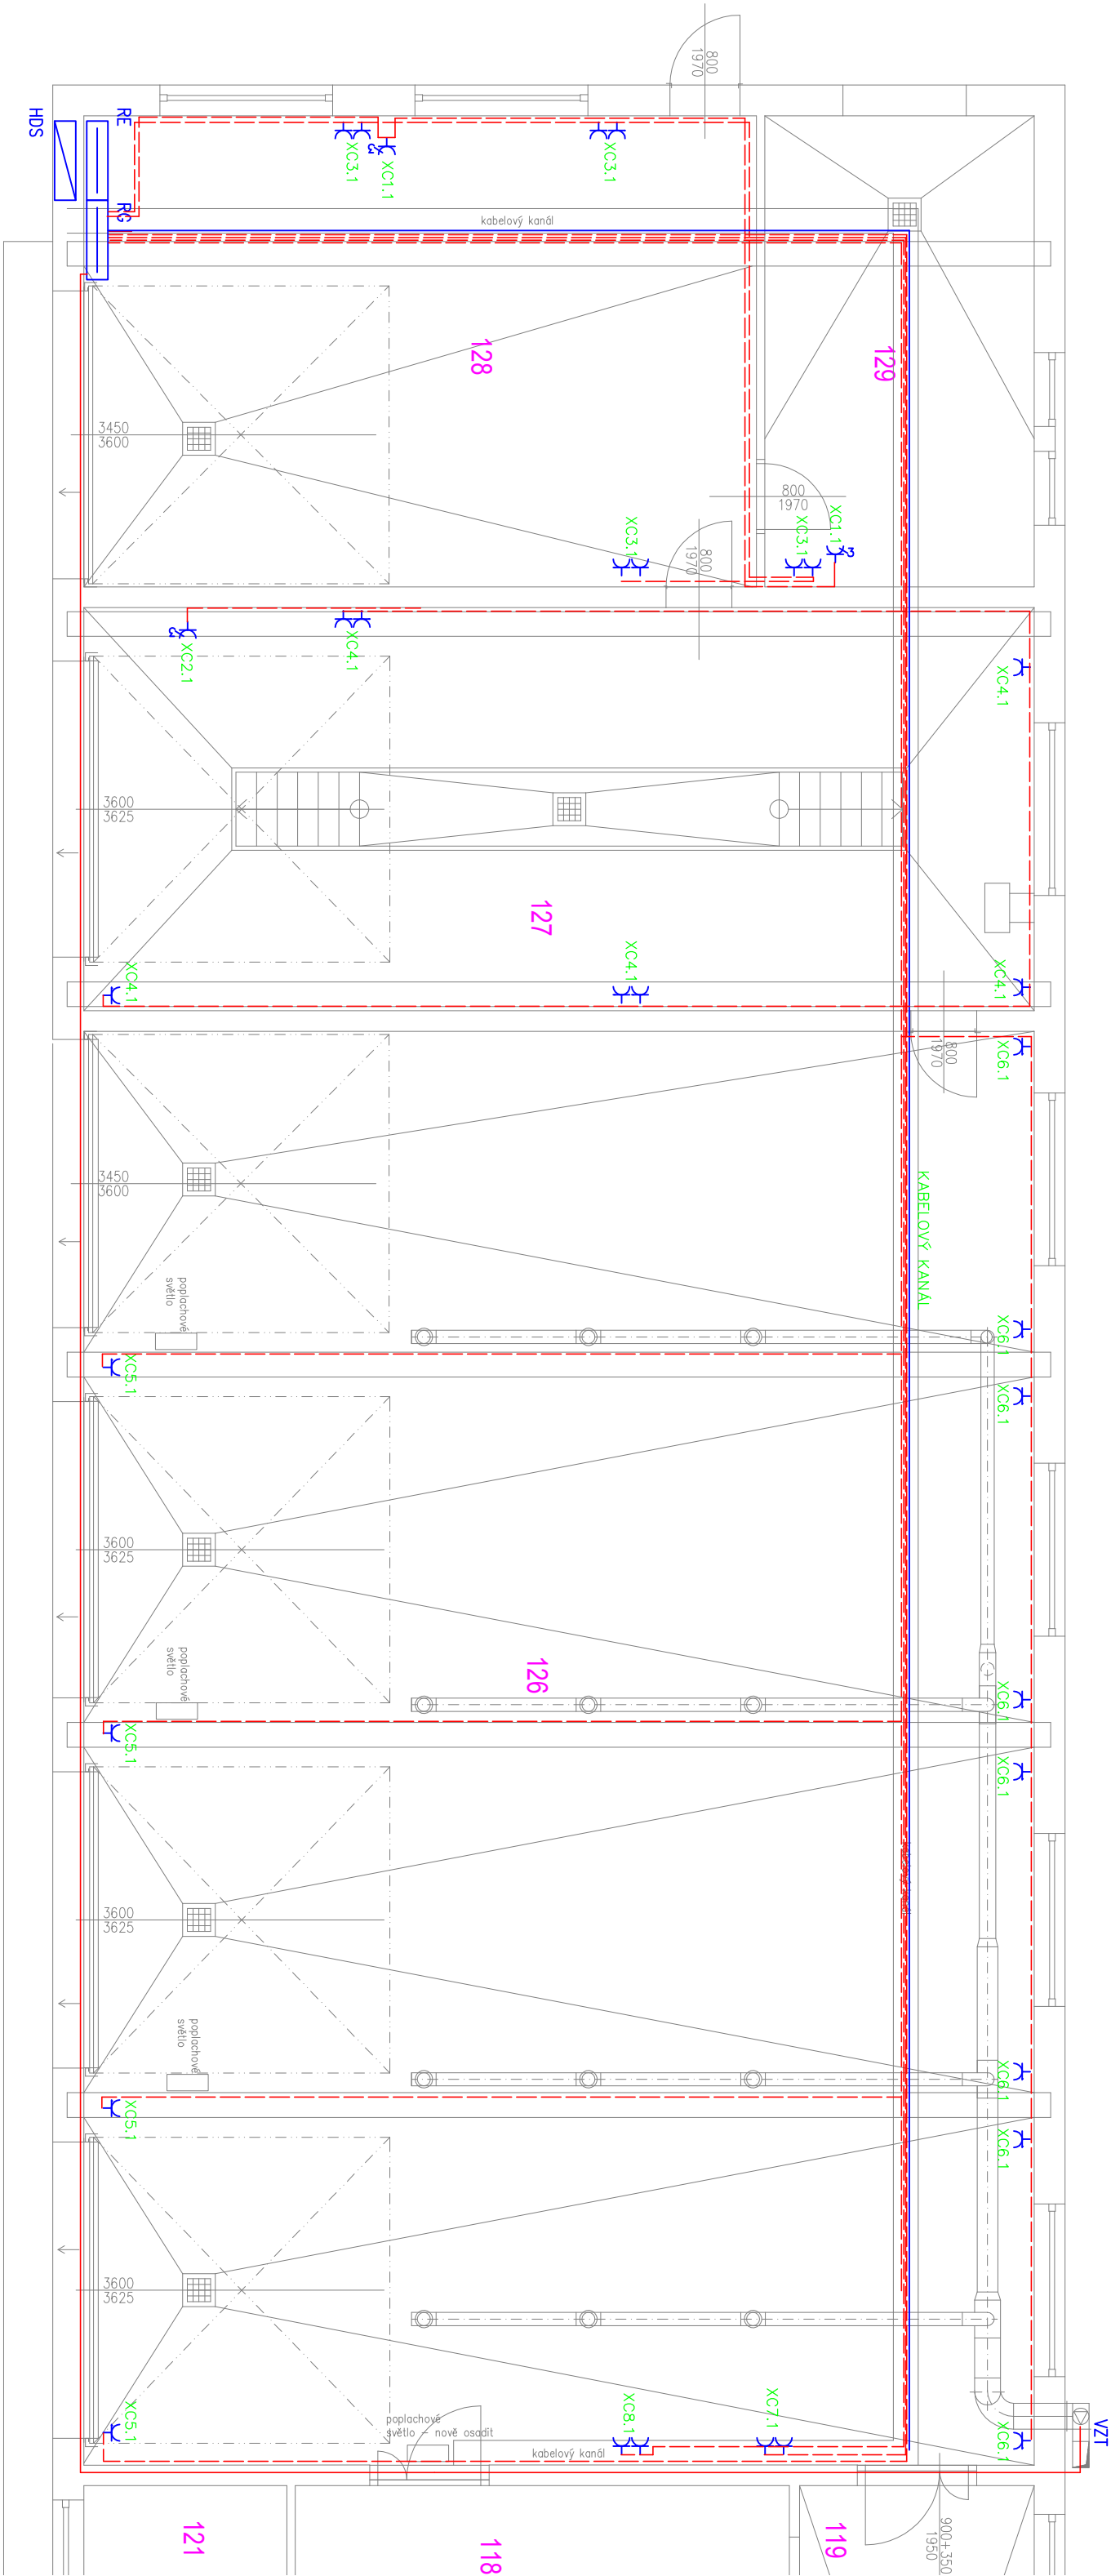 800
1970
HDS
RE
RG
XC3.1
3
XC1.1
XC3.1
kabelový kanál
128
129
3450
3600
800
1970
XC3.1
800
1970
XC3.1
XC1.1
3
3
XC2.1
XC4.1
XC4.1
3600
3625
127
XC4.1
XC4.1
XC4.1
800
1970
XC6.1
3450
3600
KABELOVÝ KANÁL
poplachové
světlo
XC5.1
XC6.1
XC6.1
3600
3625
poplachové
světlo
126
XC6.1
XC5.1
XC6.1
3600
3625
poplachové
světlo
XC6.1
XC5.1
XC6.1
3600
3625
XC5.1
poplachové
světlo – nově osadit
kabelový kanál
XC8.1
XC7.1
XC6.1
VZT
121
118
119
900+350
1950